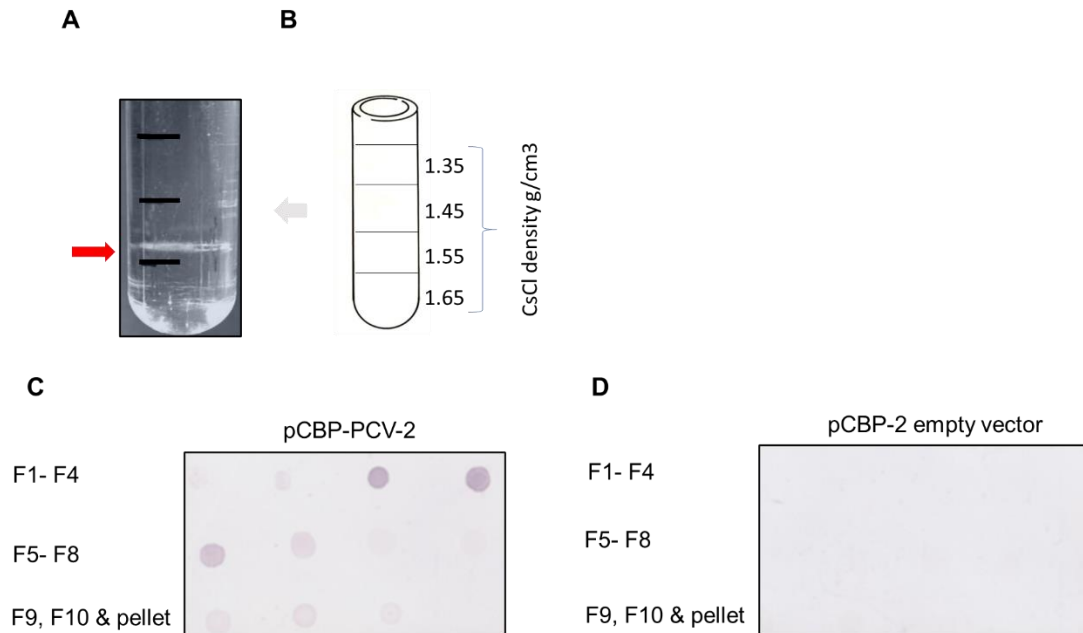 A
B
1.35
1.45
1.55
1.65
CsCl density g/cm3
C
D
pCBP-PCV-2
pCBP-2 empty vector
F1- F4
F5- F8
F9, F10 & pellet
F1- F4
F5- F8
F9, F10 & pellet